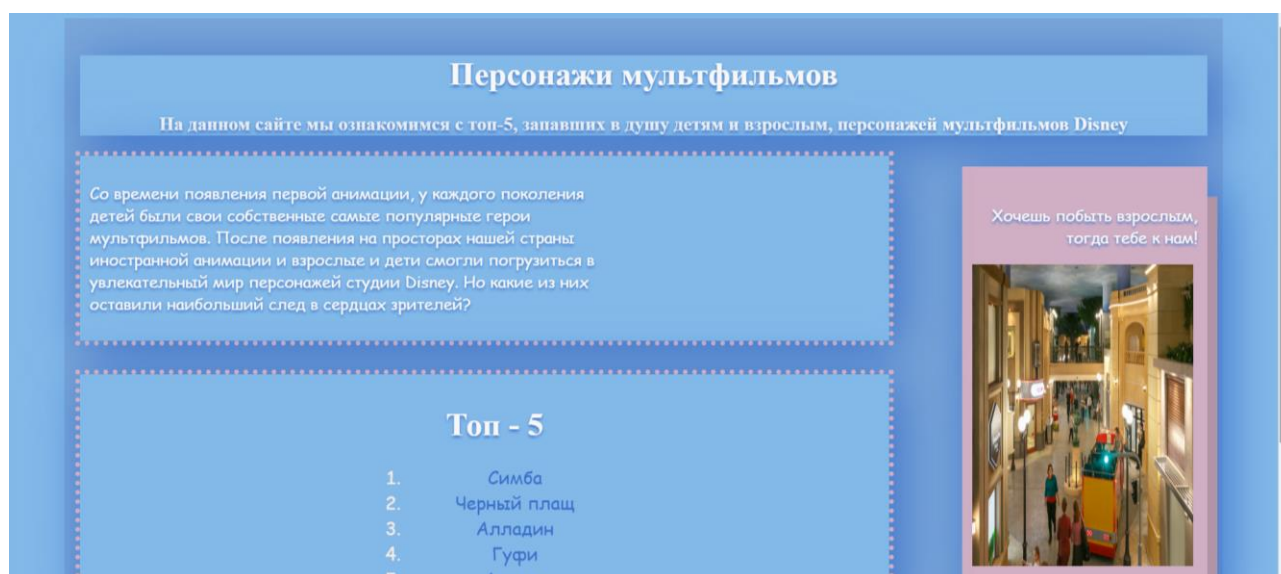 Персонажи мультфильмов
На данном сайте мы ознакомимся с топ-5, запавших в душу детям и взрослым, персонажей мультфильмов Disney
Со времени появления первой анимации, у каждого поколения
детей были свои собственные самые популярные герои
мультфильмов. После появления на просторах нашей страны
иностранной анимации и взрослые и дети смогли погрузиться в
увлекательный мир персонажей студии Disney. Но какие из них
оставили наибольший след в сердцах зрителей?
Хочешь побыть взрослым,
тогда тебе к нам!
Топ - 5
1. Симба
2. Черный плащ
3. Алладин
4. Гуфи